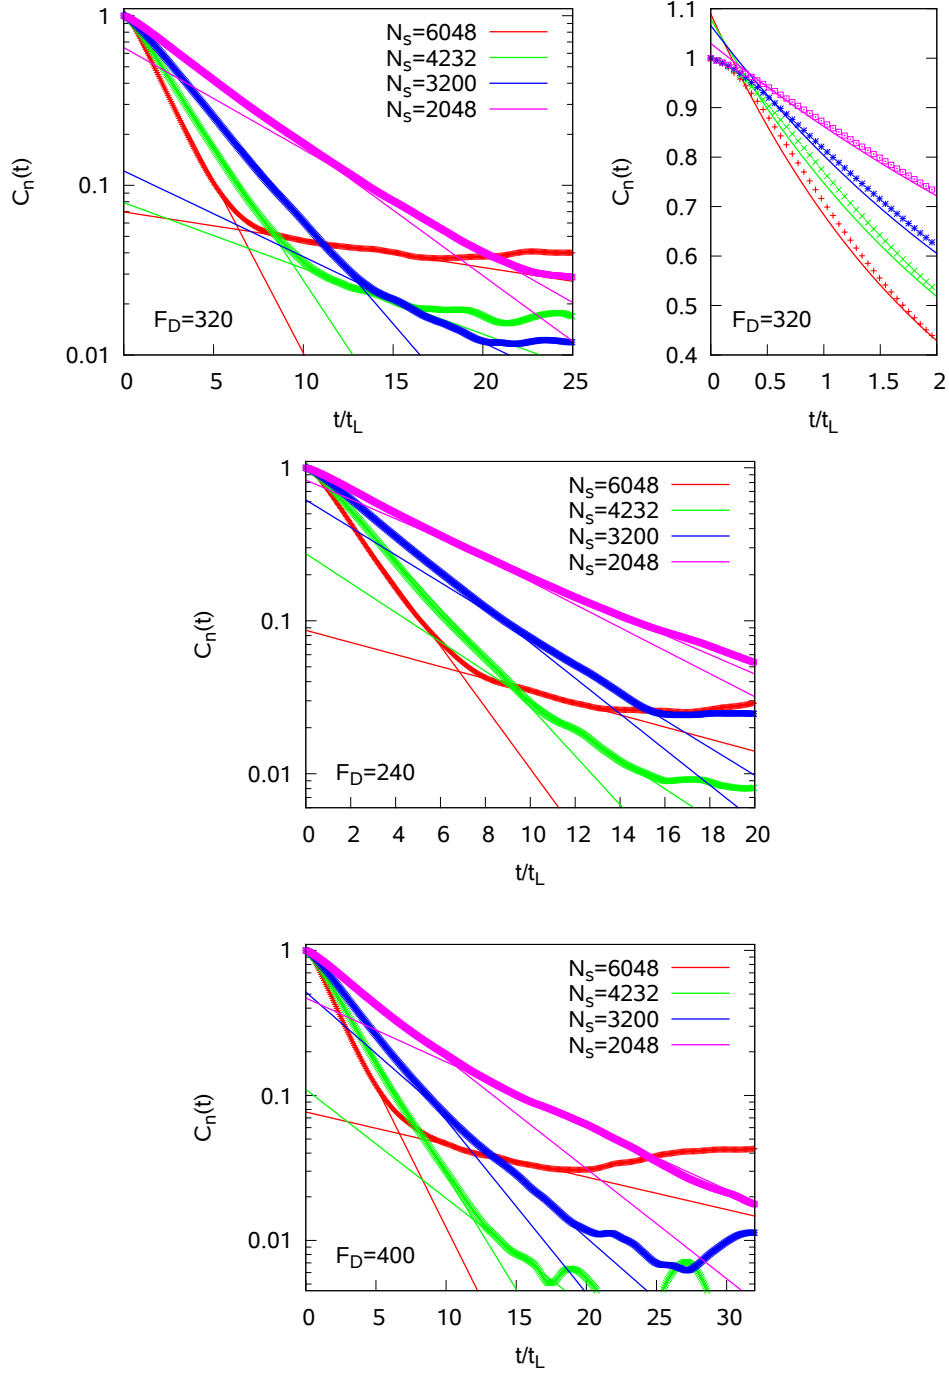 1
0.1
0.01
C_n(t)
N_s=6048
N_s=4232
N_s=3200
N_s=2048
F_D=320
0 5 10 15 20 25
t/t_L
1.1
1
0.9
0.8
0.7
0.6
0.5
0.4
C_n(t)
F_D=320
0 0.5 1 1.5 2
t/t_L
1
0.1
0.01
C_n(t)
N_s=6048
N_s=4232
N_s=3200
N_s=2048
F_D=240
0 2 4 6 8 10 12 14 16 18 20
t/t_L
1
0.1
0.01
C_n(t)
N_s=6048
N_s=4232
N_s=3200
N_s=2048
F_D=400
0 5 10 15 20 25 30
t/t_L